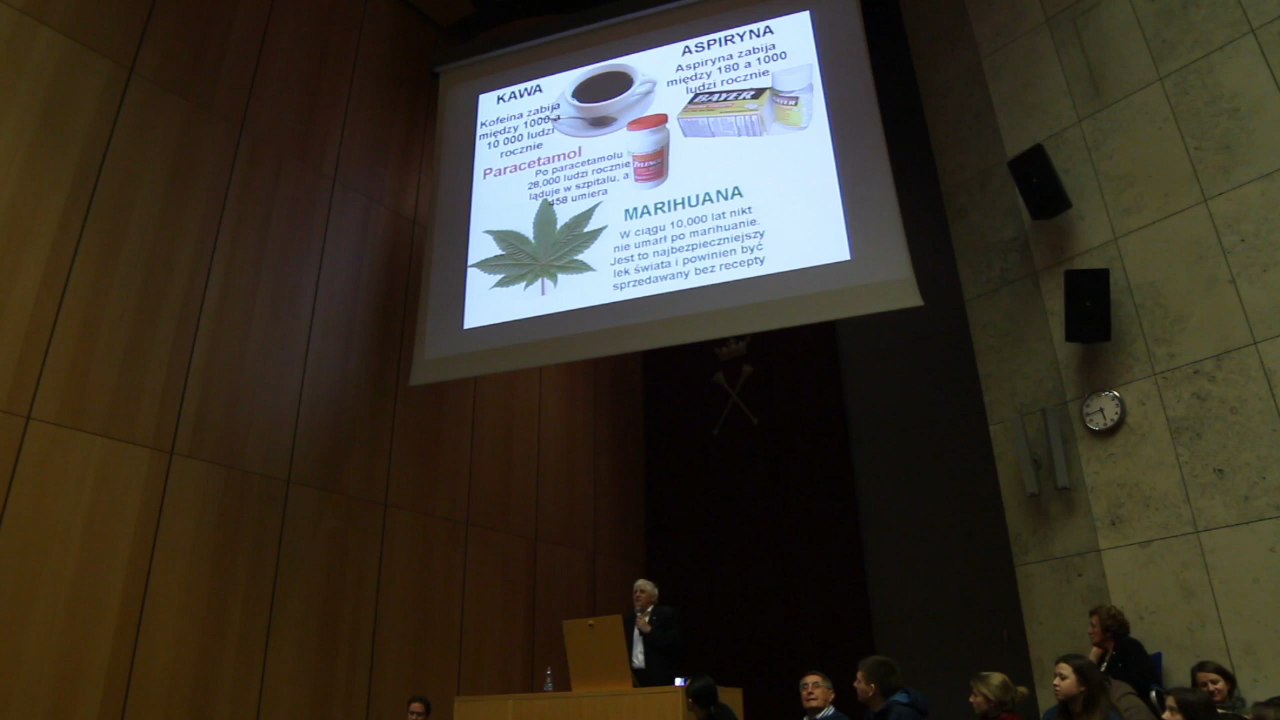 KAWA
Kofeina zabija
między 1000 a
10 000 ludzi
rocznie
ASPIRYNA
Aspiryna zabija
między 180 a 1000
ludzi rocznie
BAYER
Paracetamol
Po paracetamolu
28,000 ludzi rocznie
ląduje w szpitalu, a
458 umiera
TYLENOL
MARIHUANA
W ciągu 10,000 lat nikt
nie umarł po marihuanie.
Jest to najbezpieczniejszy
lek świata i powinien być
sprzedawany bez recepty